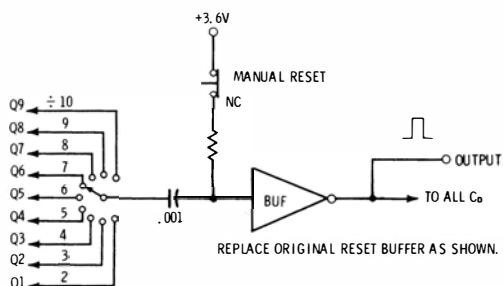 +3.6V
MANUAL RESET
NC
Q9 ÷ 10
Q8 9
Q7 8
Q6 7
Q5 6
Q4 5
Q3 4
Q2 3
Q1 2
.001
BUF
OUTPUT
TO ALL C_D
REPLACE ORIGINAL RESET BUFFER AS SHOWN.